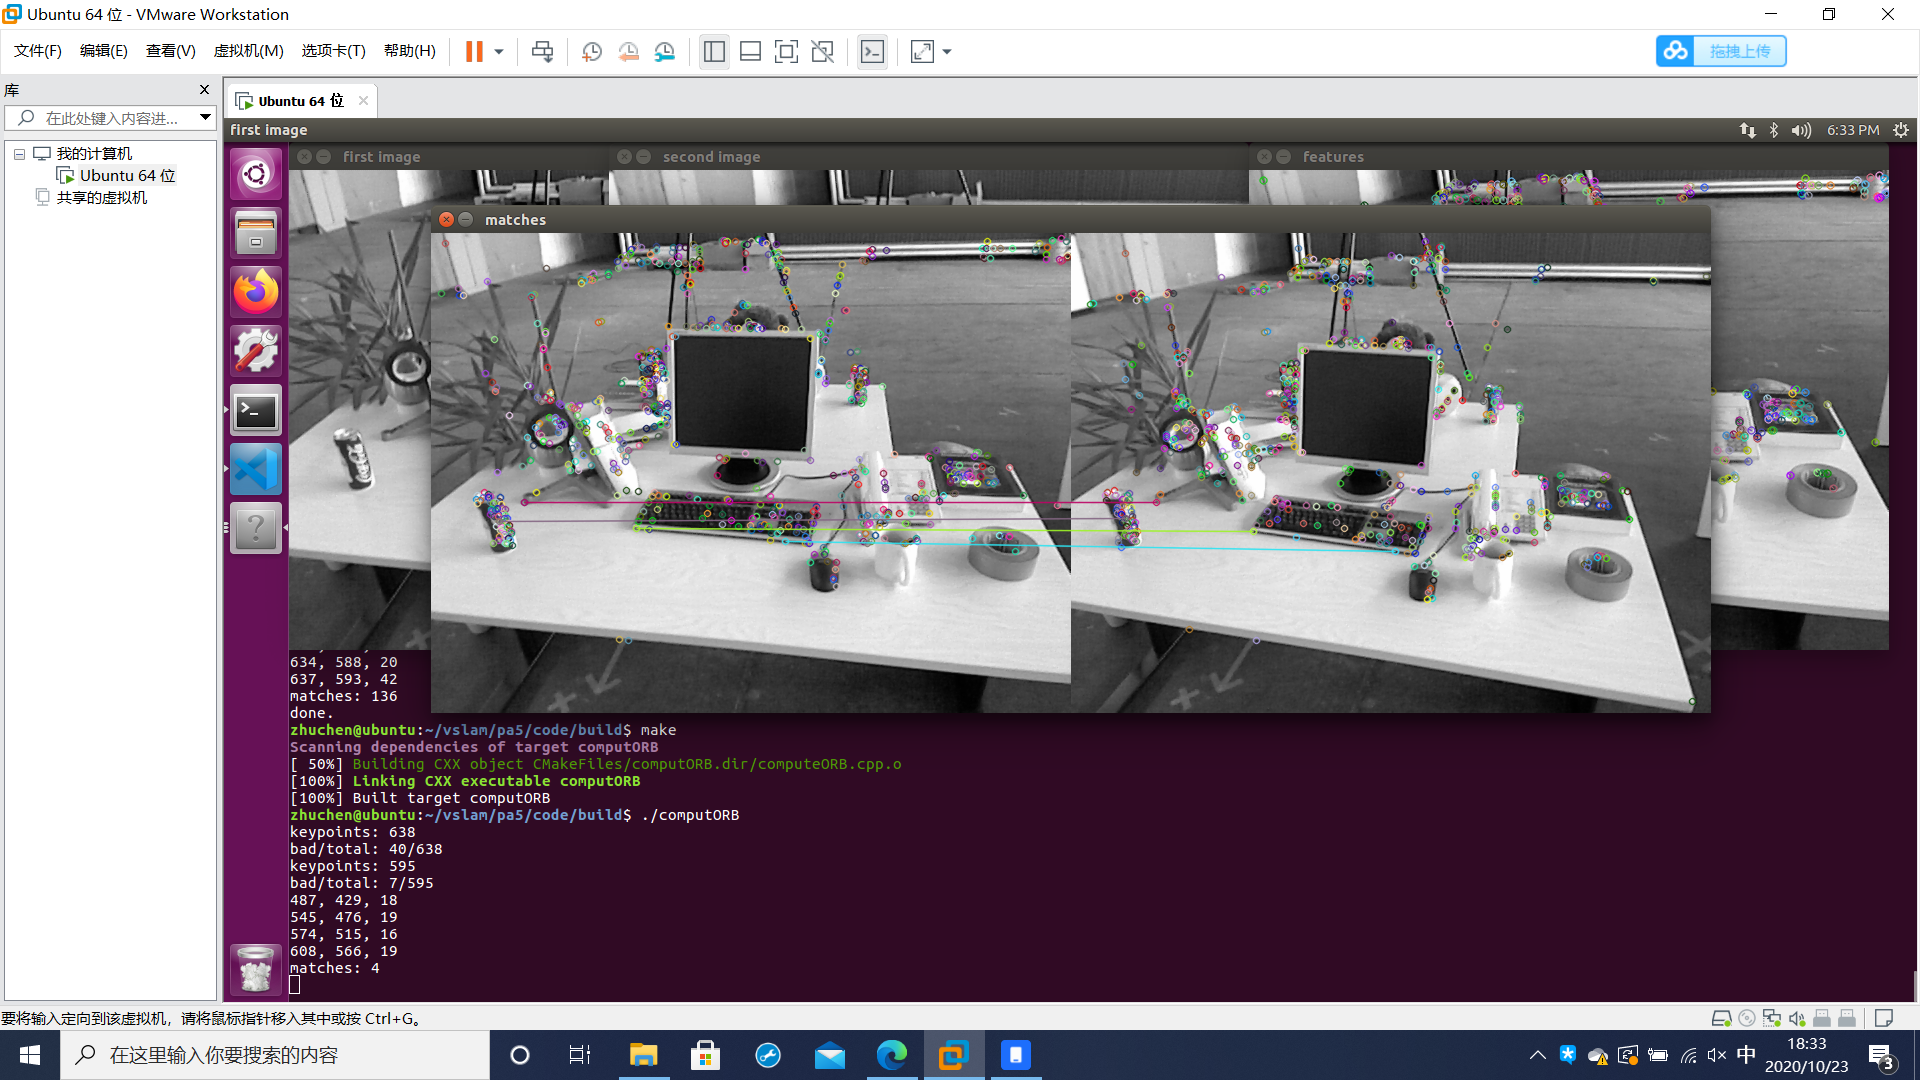 Ubuntu 64 位 - VMware Workstation
文件(F) 编辑(E) 查看(V) 虚拟机(M) 选项卡(T) 帮助(H)
拖拽上传
库
在此处键入内容进...
我的计算机
Ubuntu 64 位
共享的虚拟机
Ubuntu 64 位
first image
6:33 PM
first image
second image
features
matches
634, 588, 20
637, 593, 42
matches: 136
done.
zhuchen@ubuntu:~/vslam/pa5/code/build$ make
Scanning dependencies of target computORB
[ 50%] Building CXX object CMakeFiles/computORB.dir/computeORB.cpp.o
[100%] Linking CXX executable computORB
[100%] Built target computORB
zhuchen@ubuntu:~/vslam/pa5/code/build$ ./computORB
keypoints: 638
bad/total: 40/638
keypoints: 595
bad/total: 7/595
487, 429, 18
545, 476, 19
574, 515, 16
608, 566, 19
matches: 4
要将输入定向到该虚拟机，请将鼠标指针移入其中或按 Ctrl+G。
在这里输入你要搜索的内容
中
18:33
2020/10/23
3